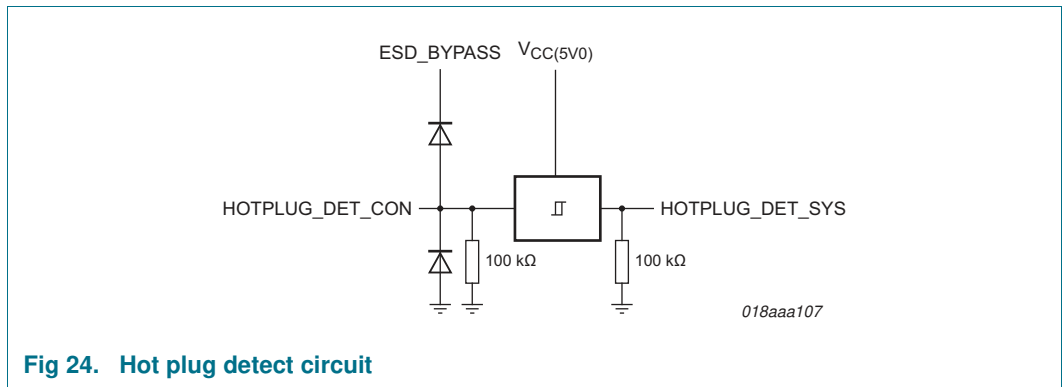 ESD_BYPASS VCC(5V0)
HOTPLUG_DET_CON HOTPLUG_DET_SYS
100 kΩ 100 kΩ
018aaa107
Fig 24. Hot plug detect circuit